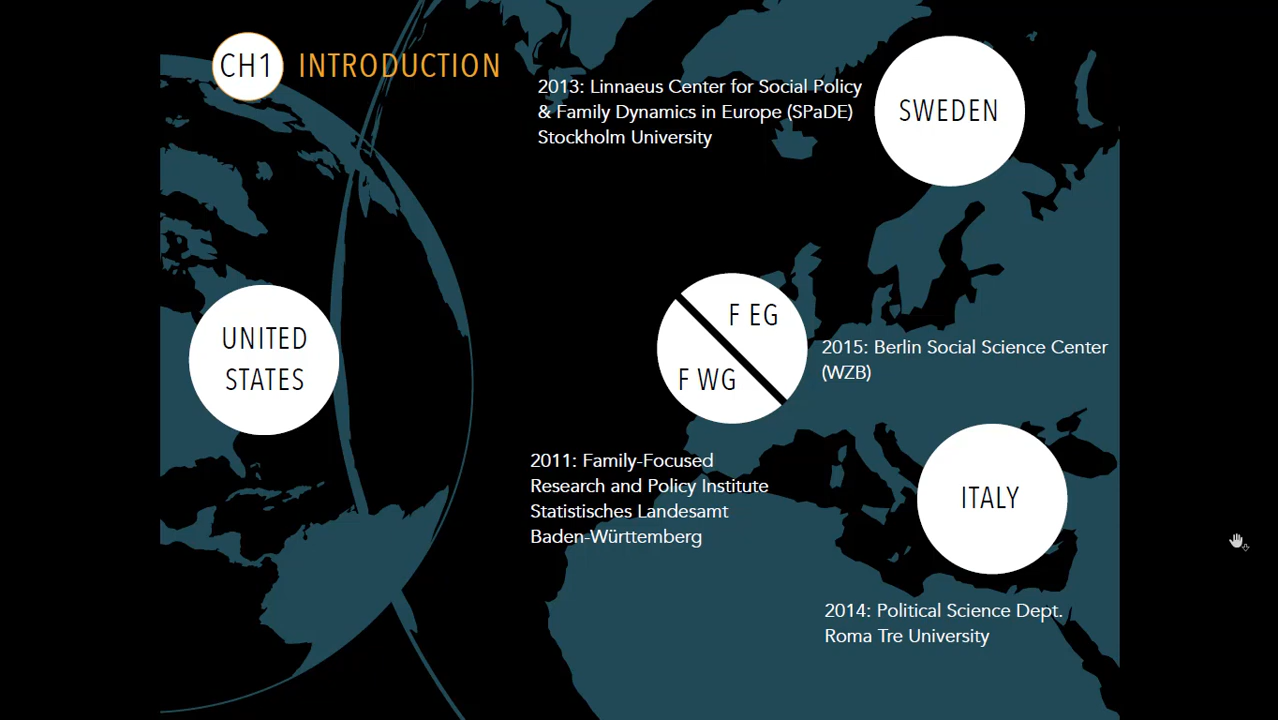 CH1 INTRODUCTION
2013: Linnaeus Center for Social Policy
& Family Dynamics in Europe (SPaDE)
Stockholm University
SWEDEN
UNITED
STATES
F EG
F WG
2015: Berlin Social Science Center
(WZB)
2011: Family-Focused
Research and Policy Institute
Statistisches Landesamt
Baden-Württemberg
ITALY
2014: Political Science Dept.
Roma Tre University